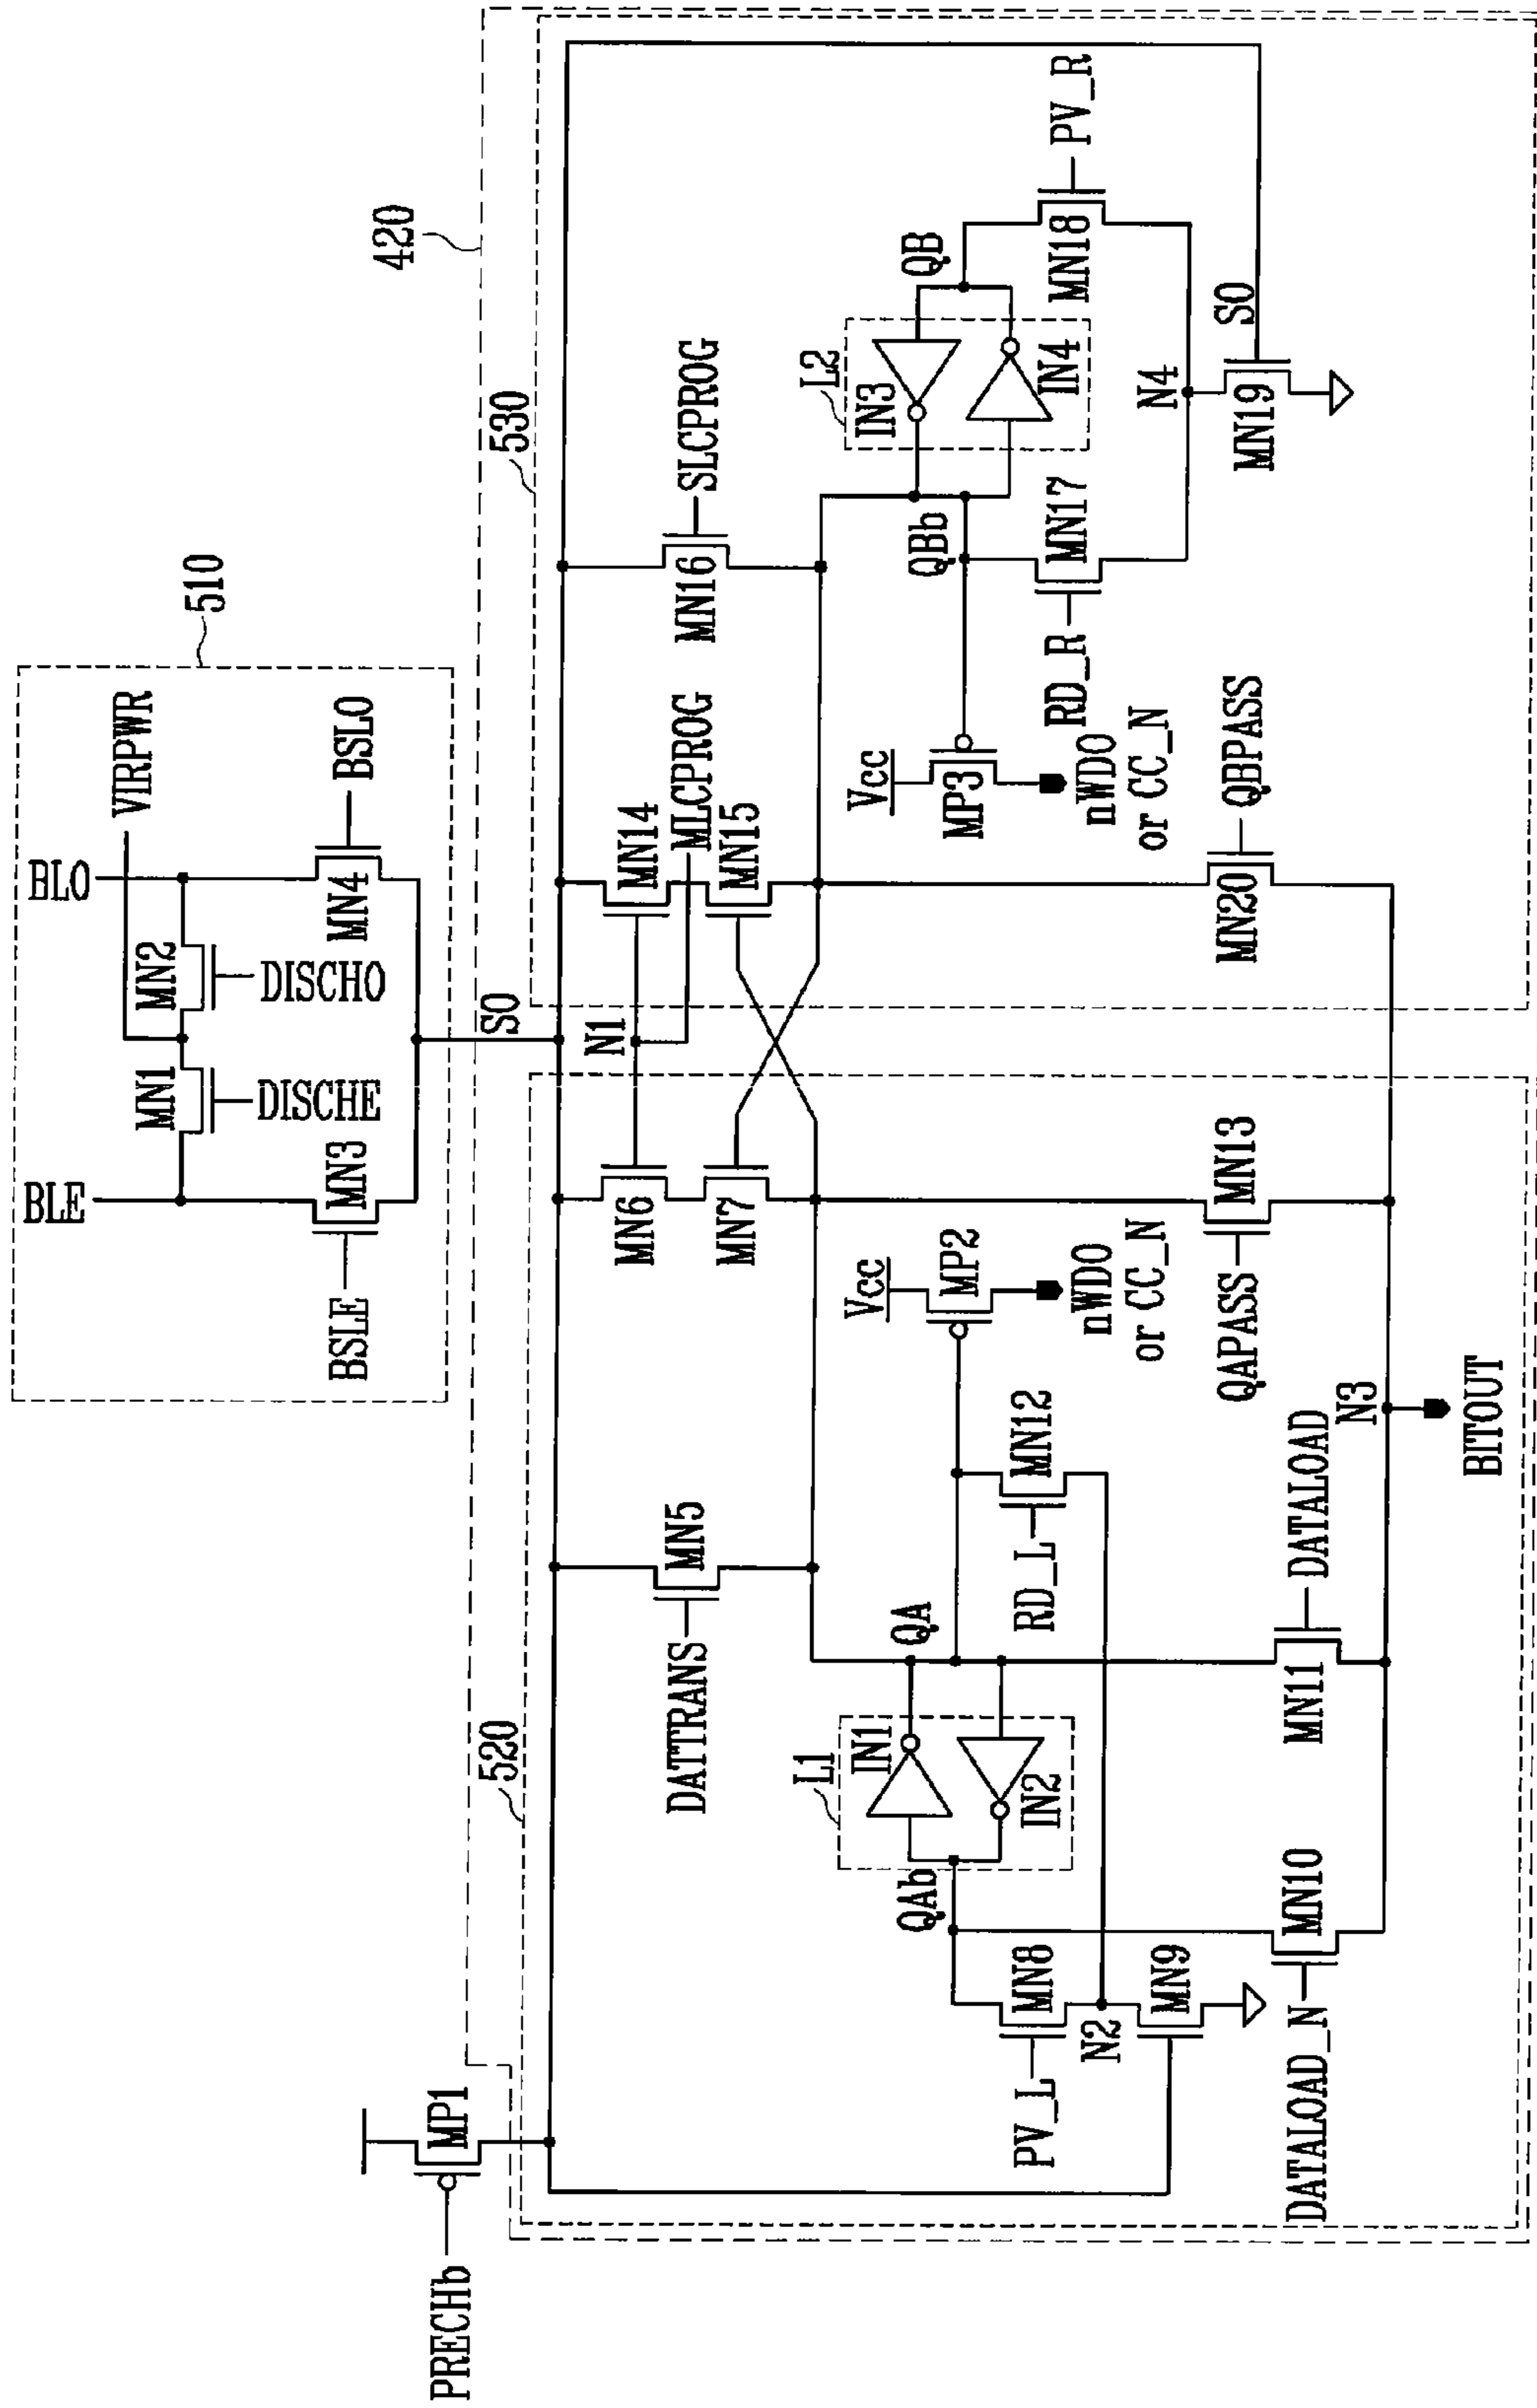 510
BLE
BLO
VIRPWR
MN1
MN2
DISCHE
DISCHO
MN3
MN4
BSLE
BSLO
420
PRECHb
MP1
SO
520
530
DATTRANS
MN5
MN6
MN7
N1
MN14
MN15
MLCPROG
MN16
SLCPROG
L1
IN1
IN2
QAb
QA
PV_L
MN8
N2
MN9
RD_L
MN12
Vcc
MP2
nWDO
or CC_N
DATALOAD_N
MN10
MN11
DATALOAD
QAPASS
MN13
N3
BITOUT
Vcc
MP3
nWDO
or CC_N
MN20
QBPASS
L2
IN3
IN4
QBb
QB
RD_R
MN17
MN18
PV_R
N4
MN19
SO